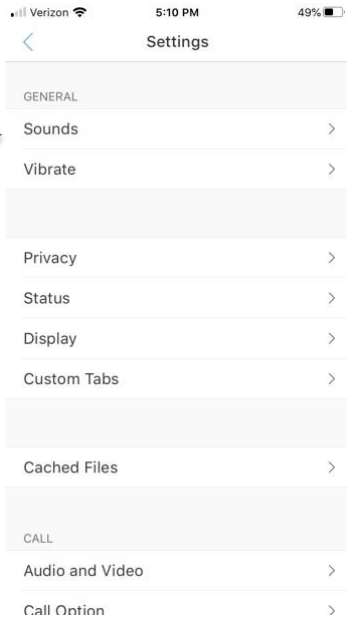 Verizon 5:10 PM 49%
Settings
GENERAL
Sounds
Vibrate
Privacy
Status
Display
Custom Tabs
Cached Files
CALL
Audio and Video
Call Option